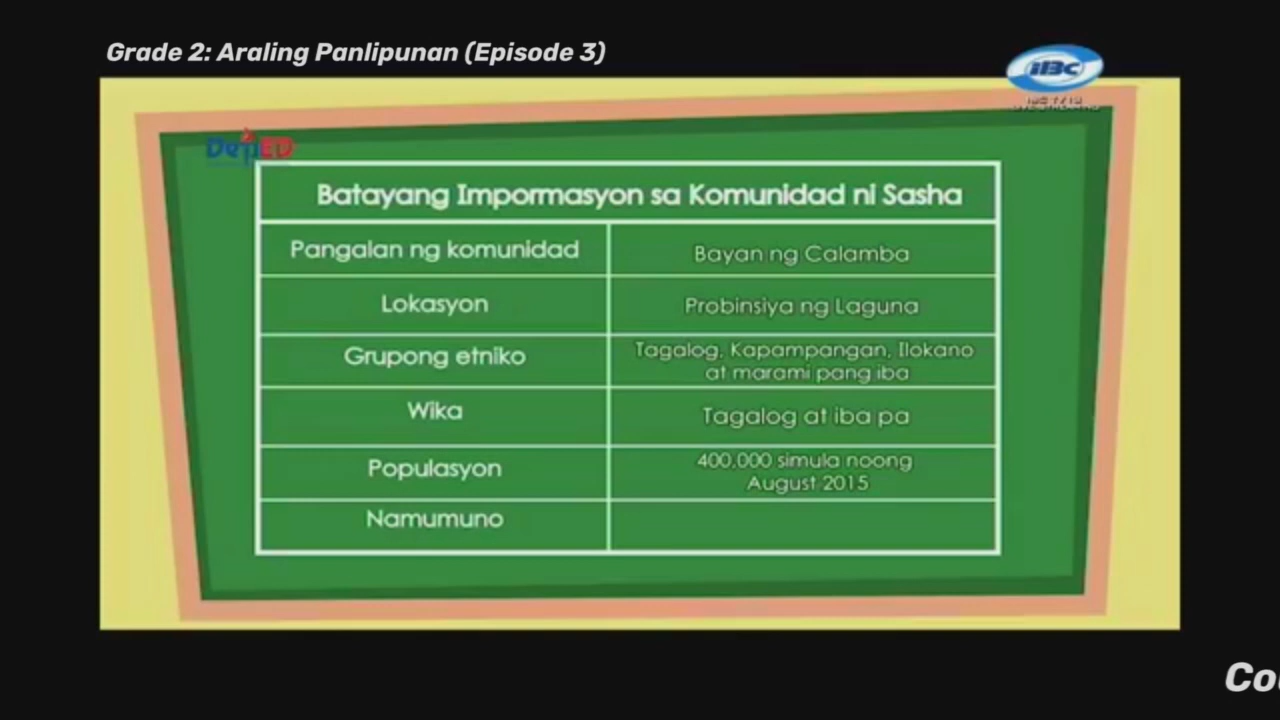 Grade 2: Araling Panlipunan (Episode 3)
iBC
DepED
Batayang Impormasyon sa Komunidad ni Sasha
Pangalan ng komunidad
Bayan ng Calamba
Lokasyon
Probinsiya ng Laguna
Grupong etniko
Tagalog, Kapampangan, Ilokano
at marami pang iba
Wika
Tagalog at iba pa
Populasyon
400,000 simula noong
August 2015
Namumuno